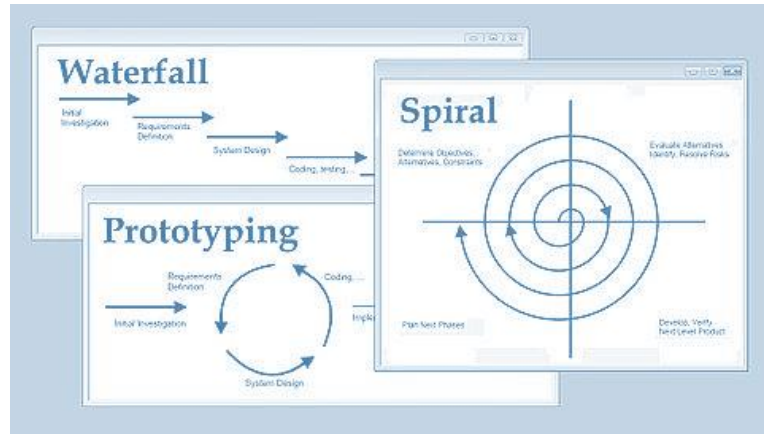 Waterfall
Initial
Investigation
Requirements
Definition
System Design
Coding, testing, ...
Prototyping
Requirements
Definition
Coding, ...
Initial Investigation
Imple
System Design
Spiral
Determine Objectives,
Alternatives, Constraints
Evaluate Alternatives
Identify, Resolve Risks
Plan Next Phases
Develop, Verify
Next-Level Product